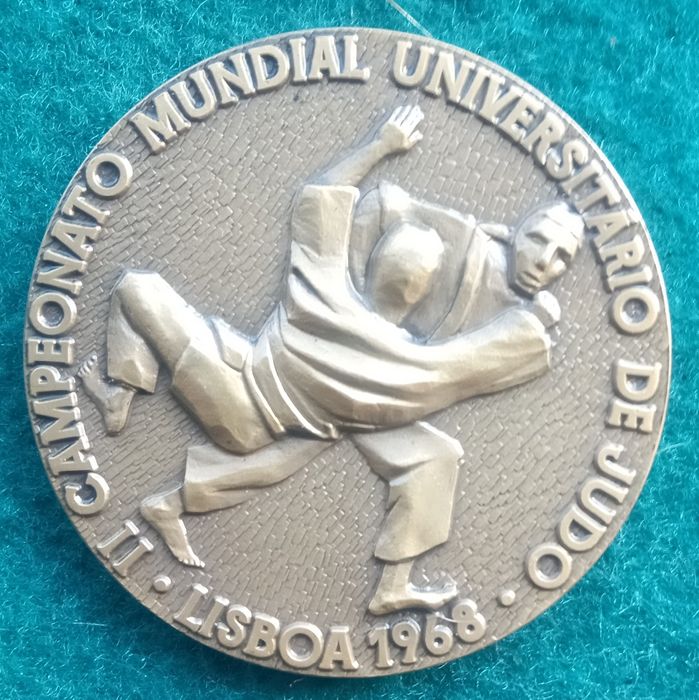 II CAMPEONATO MUNDIAL UNIVERSITÁRIO DE JUDO
· LISBOA 1968 ·